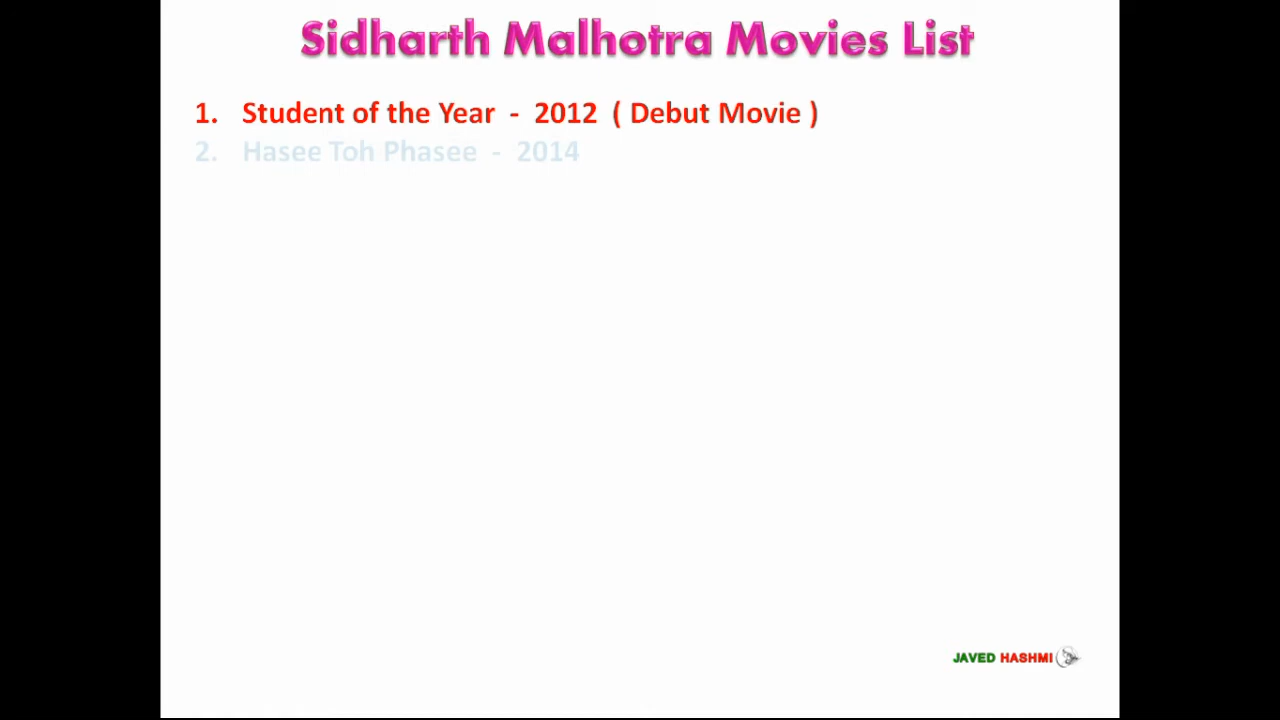 Sidharth Malhotra Movies List
1. Student of the Year - 2012 ( Debut Movie )
2. Hasee Toh Phasee - 2014
JAVED HASHMI